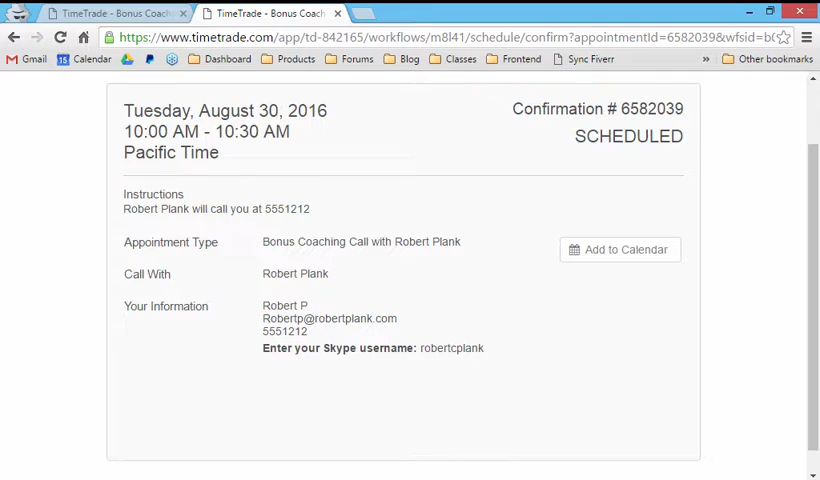 TimeTrade - Bonus Coach
TimeTrade - Bonus Coach
https://www.timetrade.com/app/td-842165/workflows/m8l41/schedule/confirm?appointmentId=6582039&wfsid=b0
Gmail
15 Calendar
Dashboard
Products
Forums
Blog
Classes
Frontend
Sync Fiverr
»
Other bookmarks
Tuesday, August 30, 2016
10:00 AM - 10:30 AM
Pacific Time
Confirmation # 6582039
SCHEDULED
Instructions
Robert Plank will call you at 5551212
Appointment Type Bonus Coaching Call with Robert Plank
Add to Calendar
Call With Robert Plank
Your Information Robert P
Robertp@robertplank.com
5551212
Enter your Skype username: robertcplank